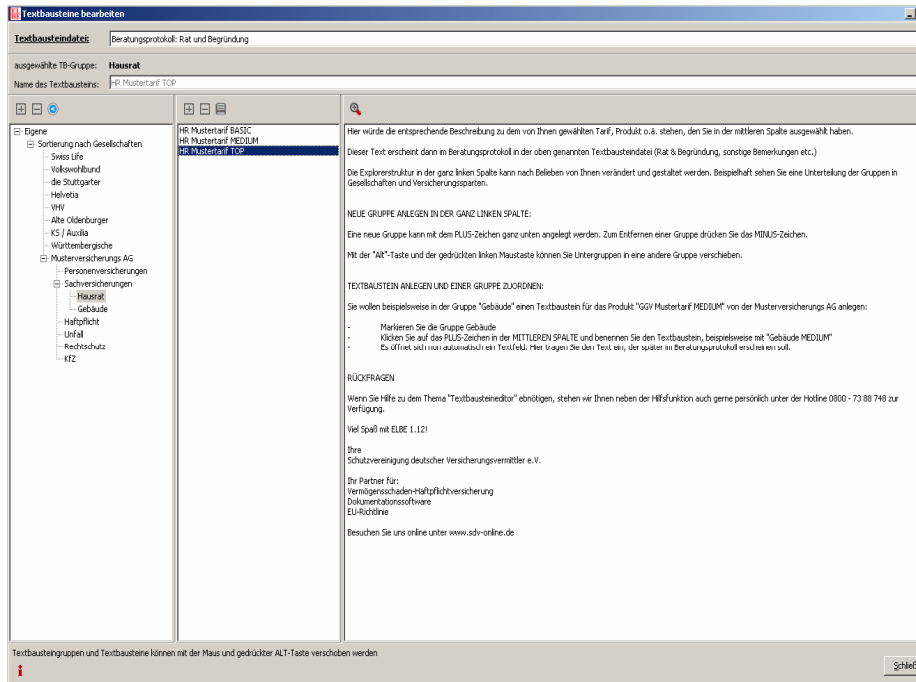 Textbausteine bearbeiten
Textbausteindatei:
Beratungsprotokoll: Rat und Begründung
ausgewählte TB-Gruppe: Hausrat
Name des Textbausteins: HR Mustertarif TOP
Eigene
Sortierung nach Gesellschaften
Swiss Life
Volkswohlbund
die Stuttgarter
Helvetia
VHV
Alte Oldenburger
KS / Auxilia
Württembergische
Musterversicherungs AG
Personenversicherungen
Sachversicherungen
Hausrat
Gebäude
Haftpflicht
Unfall
Rechtschutz
KfZ
HR Mustertarif BASIC
HR Mustertarif MEDIUM
HR Mustertarif TOP
Hier würde die entsprechende Beschreibung zu dem von Ihnen gewählten Tarif, Produkt o.ä. stehen, den Sie in der mittleren Spalte ausgewählt haben.
Dieser Text erscheint dann im Beratungsprotokoll in der oben genannten Textbausteindatei (Rat & Begründung, sonstige Bemerkungen etc.)
Die Explorerstruktur in der ganz linken Spalte kann nach Belieben von Ihnen verändert und gestaltet werden. Beispielhaft sehen Sie eine Unterteilung der Gruppen in
Gesellschaften und Versicherungssparten.
NEUE GRUPPE ANLEGEN IN DER GANZ LINKEN SPALTE:
Eine neue Gruppe kann mit dem PLUS-Zeichen ganz unten angelegt werden. Zum Entfernen einer Gruppe drücken Sie das MINUS-Zeichen.
Mit der "Alt"-Taste und der gedrückten linken Maustaste können Sie Untergruppen in eine andere Gruppe verschieben.
TEXTBAUSTEIN ANLEGEN UND EINER GRUPPE ZUORDNEN:
Sie wollen beispielsweise in der Gruppe "Gebäude" einen Textbaustein für das Produkt "GGV Mustertarif MEDIUM" von der Musterversicherungs AG anlegen:
- Markieren Sie die Gruppe Gebäude
- Klicken Sie auf das PLUS-Zeichen in der MITTLEREN SPALTE und benennen Sie den Textbaustein, beispielsweise mit "Gebäude MEDIUM"
- Es öffnet sich nun automatisch ein Textfeld. Hier tragen Sie den Text ein, der später im Beratungsprotokoll erscheinen soll.
RÜCKFRAGEN
Wenn Sie Hilfe zu dem Thema "Textbausteineditor" ebnötigen, stehen wir Ihnen neben der Hilfsfunktion auch gerne persönlich unter der Hotline 0800 - 73 88 748 zur
Verfügung.
Viel Spaß mit ELBE 1.12!
Ihre
Schutzvereinigung deutscher Versicherungsvermittler e.V.
Ihr Partner für:
Vermögensschaden-Haftpflichtversicherung
Dokumentationssoftware
EU-Richtlinie
Besuchen Sie uns online unter www.sdv-online.de
Textbausteingruppen und Textbausteine können mit der Maus und gedrückter ALT-Taste verschoben werden
Schließ